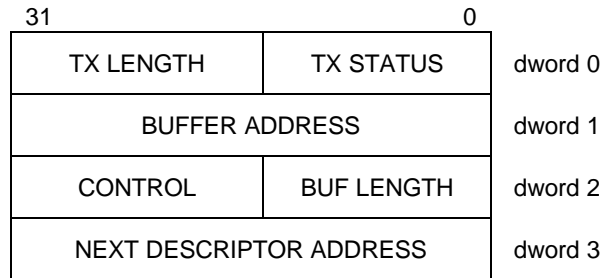 31 0
TX LENGTH TX STATUS dword 0
BUFFER ADDRESS dword 1
CONTROL BUF LENGTH dword 2
NEXT DESCRIPTOR ADDRESS dword 3